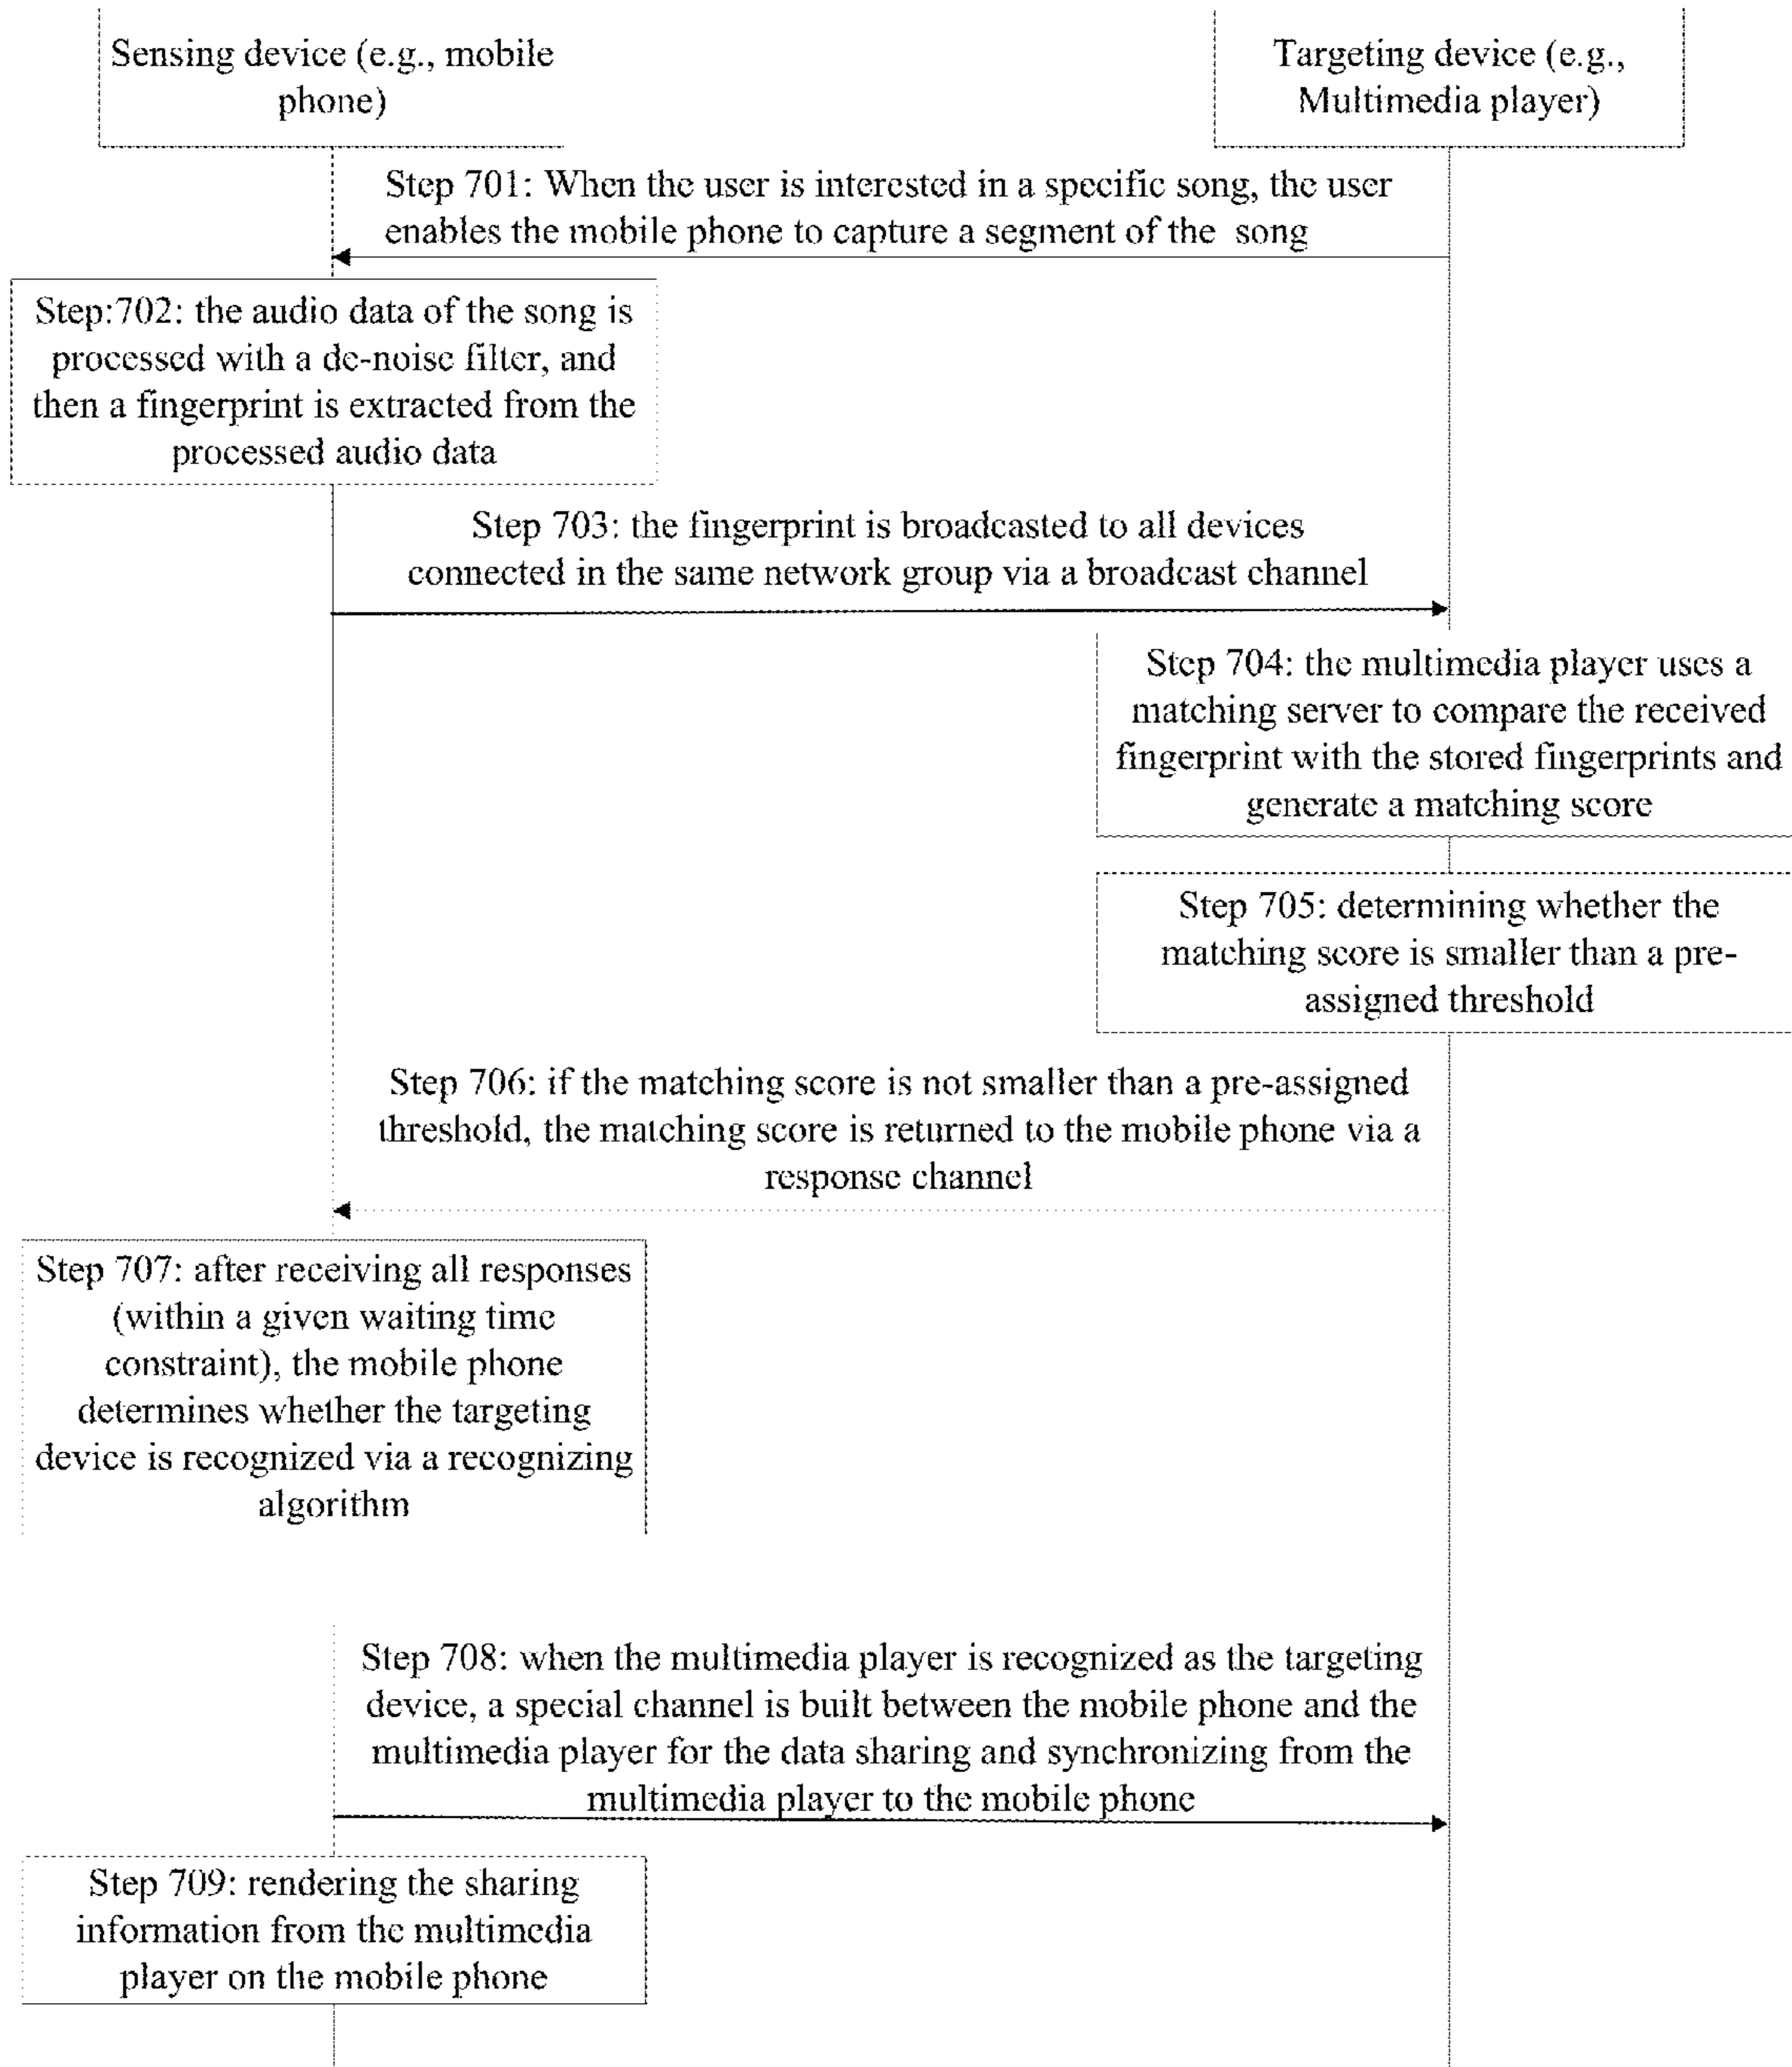 Sensing device (e.g., mobile
phone)
Targeting device (e.g.,
Multimedia player)
Step 701: When the user is interested in a specific song, the user
enables the mobile phone to capture a segment of the song
Step:702: the audio data of the song is
processed with a de-noise filter, and
then a fingerprint is extracted from the
processed audio data
Step 703: the fingerprint is broadcasted to all devices
connected in the same network group via a broadcast channel
Step 704: the multimedia player uses a
matching server to compare the received
fingerprint with the stored fingerprints and
generate a matching score
Step 705: determining whether the
matching score is smaller than a pre-
assigned threshold
Step 706: if the matching score is not smaller than a pre-assigned
threshold, the matching score is returned to the mobile phone via a
response channel
Step 707: after receiving all responses
(within a given waiting time
constraint), the mobile phone
determines whether the targeting
device is recognized via a recognizing
algorithm
Step 708: when the multimedia player is recognized as the targeting
device, a special channel is built between the mobile phone and the
multimedia player for the data sharing and synchronizing from the
multimedia player to the mobile phone
Step 709: rendering the sharing
information from the multimedia
player on the mobile phone